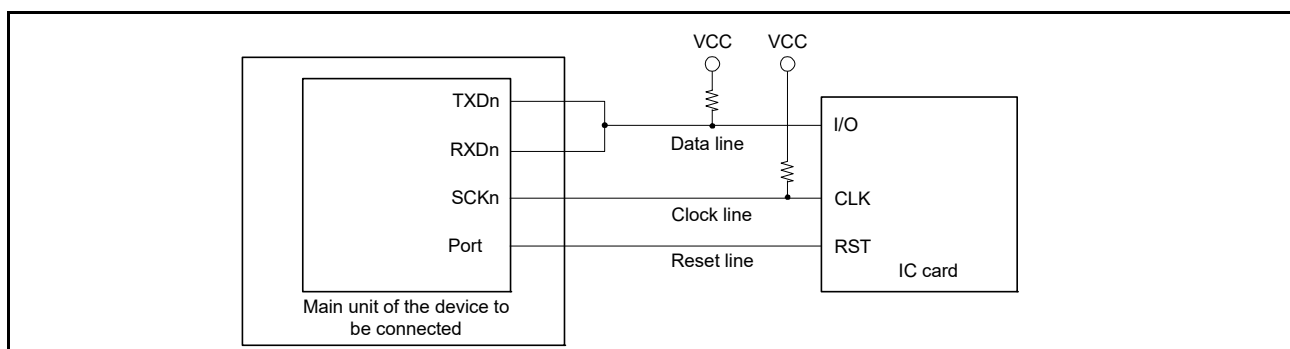 VCC VCC
TXDn
I/O
Data line
RXDn
SCKn
CLK
Clock line
Port
RST
Reset line
IC card
Main unit of the device to
be connected